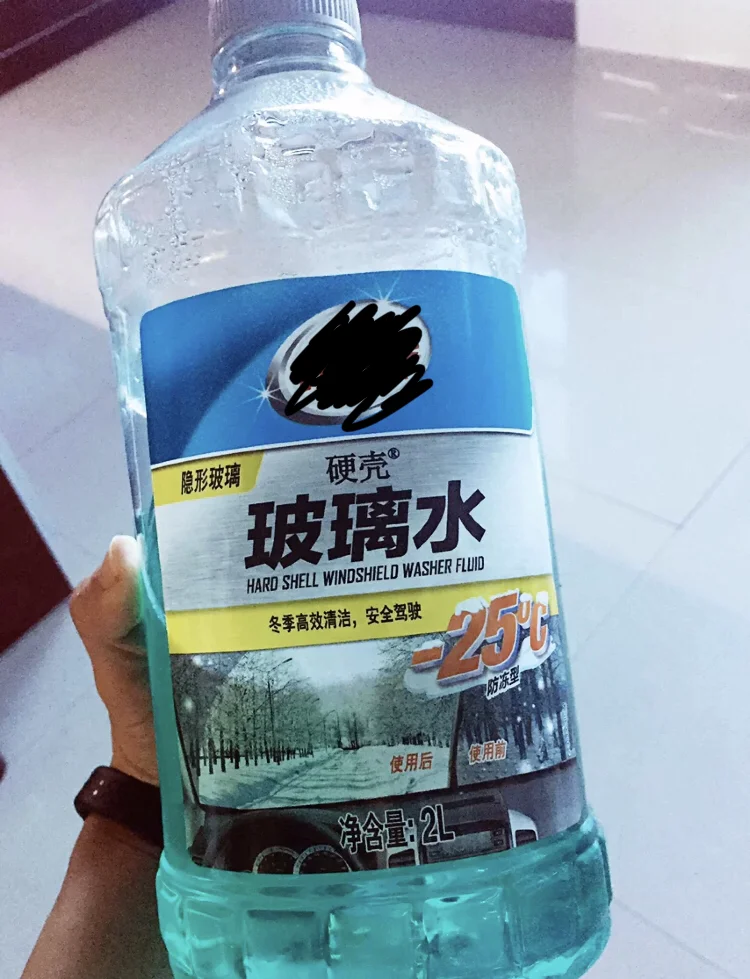 硬壳®
隐形玻璃
玻璃水
HARD SHELL WINDSHIELD WASHER FLUID
冬季高效清洁，安全驾驶
-25℃
防冻型
使用后
使用前
净含量: 2L